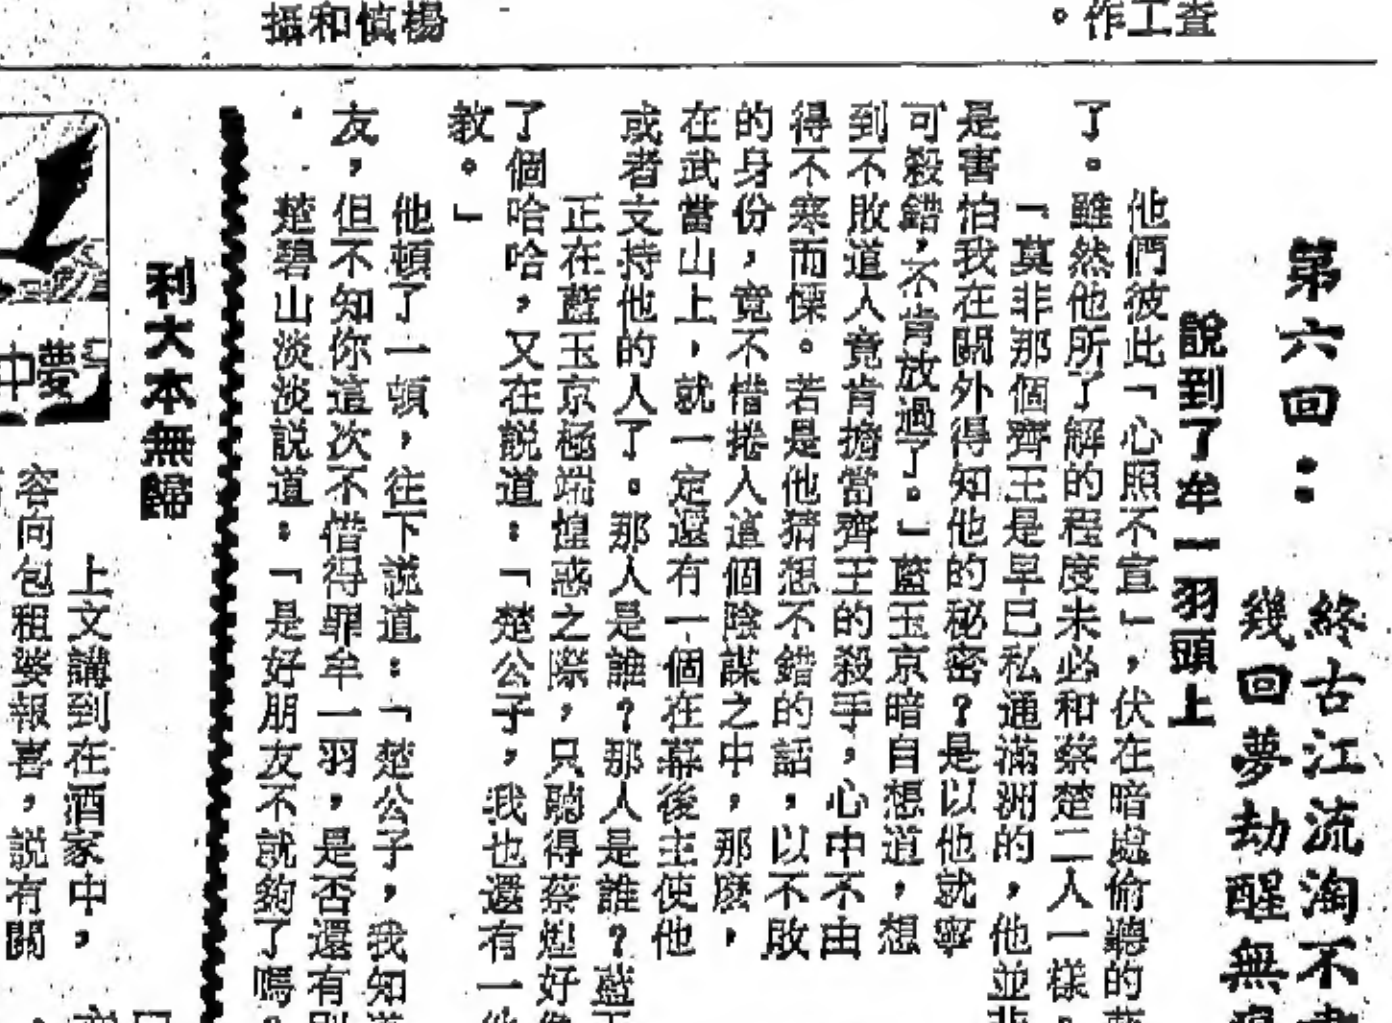 查工作。
楊慎和攝
第六回：
終古江流淘不
幾回夢劫醒無
說到了牟一羽頭上
他們彼此「心照不宣」，伏在暗處偷聽的藍
了。雖然他所了解的程度未必和蔡楚二人一樣，
「莫非那個齊王是早已私通滿洲的，他並非
是害怕我在關外得知他的秘密？是以他就寧
可殺錯，不肯放過了。」藍玉京暗自想道，想
到不敗道人竟肯擔當齊王的殺手，心中不由
得不寒而慄。若是他猜想不錯的話，以不敗
的身份，竟不惜捲入這個陰謀之中，那麼，
在武當山上，就一定還有一個在幕後主使他
或者支持他的人了。那人是誰？那人是誰？藍玉
正在藍玉京極端惶惑之際，只聽得蔡煌好像
了個哈哈，又在說道：「楚公子，我也還有一件
教。」
他頓了一頓，往下說道：「楚公子，我知道
友，但不知你這次不惜得罪牟一羽，是否還有別
楚碧山淡淡說道：「是好朋友不就夠了嗎？
利大本無歸
夢中
上文講到在酒家中，
容向包租婆報喜，說有關